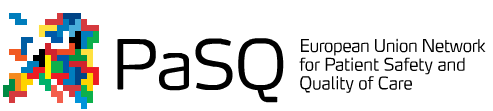 PaSQ
European Union Network
for Patient Safety and
Quality of Care